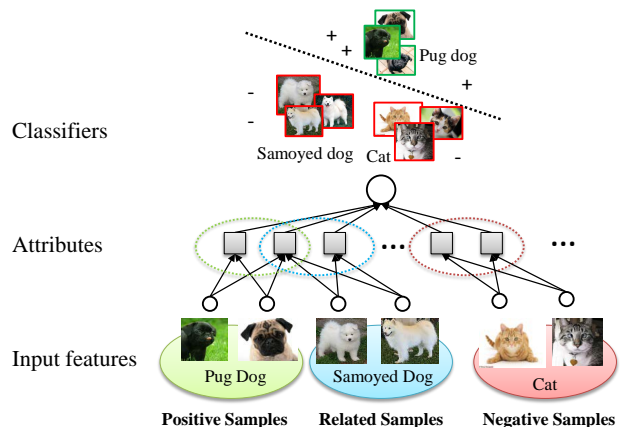 +
+
Pug dog
+
-
-
Classifiers
Samoyed dog
Cat
-
Attributes
...
...
Input features
Pug Dog
Samoyed Dog
Cat
Positive Samples
Related Samples
Negative Samples